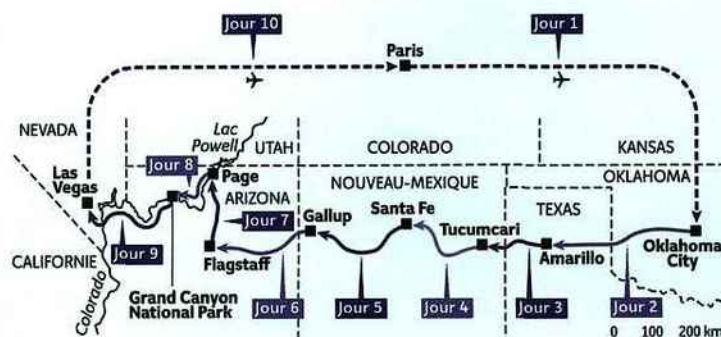 Jour 10
Jour 1
Paris
NEVADA
Lac
Powell
UTAH
COLORADO
KANSAS
Jour 8
OKLAHOMA
Las
Vegas
Page
ARIZONA
NOUVEAU-MEXIQUE
Jour 7
Gallup
Santa Fe
Tucumcari
TEXAS
Amarillo
Oklahoma
City
Jour 9
CALIFORNIE
Flagstaff
Colorado
Grand Canyon
National Park
Jour 6
Jour 5
Jour 4
Jour 3
Jour 2
0 100 200 km